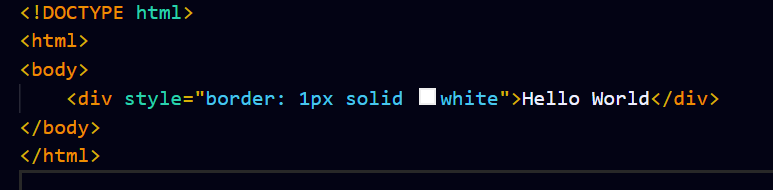 <!DOCTYPE html>
<html>
<body>
    <div style="border: 1px solid white">Hello World</div>
</body>
</html>